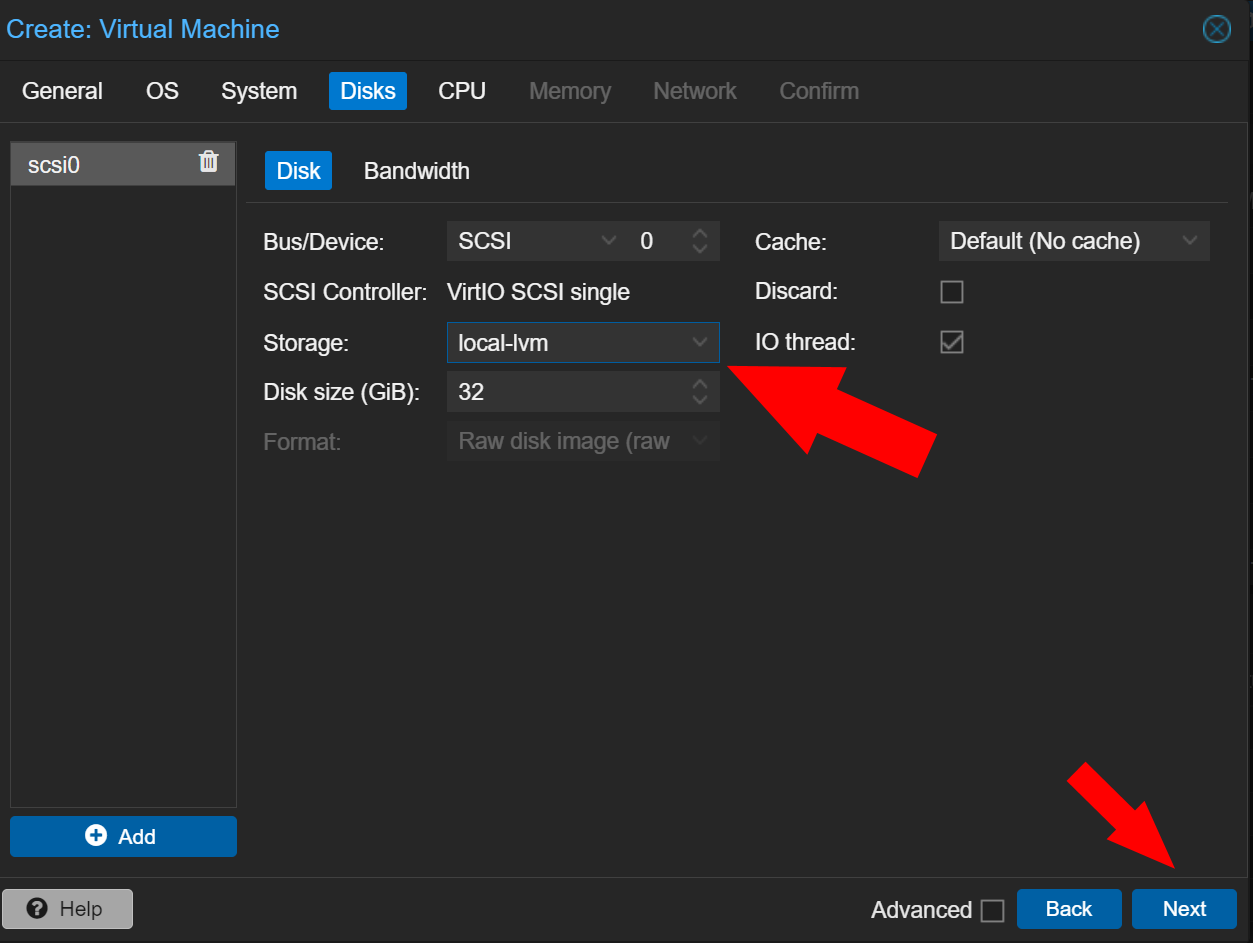 Create: Virtual Machine
General OS System Disks CPU Memory Network Confirm
scsi0
Disk Bandwidth
Bus/Device: SCSI 0 Cache: Default (No cache)
SCSI Controller: VirtIO SCSI single Discard:
Storage: local-lvm IO thread:
Disk size (GiB): 32
Format: Raw disk image (raw
Add
Help Advanced Back Next